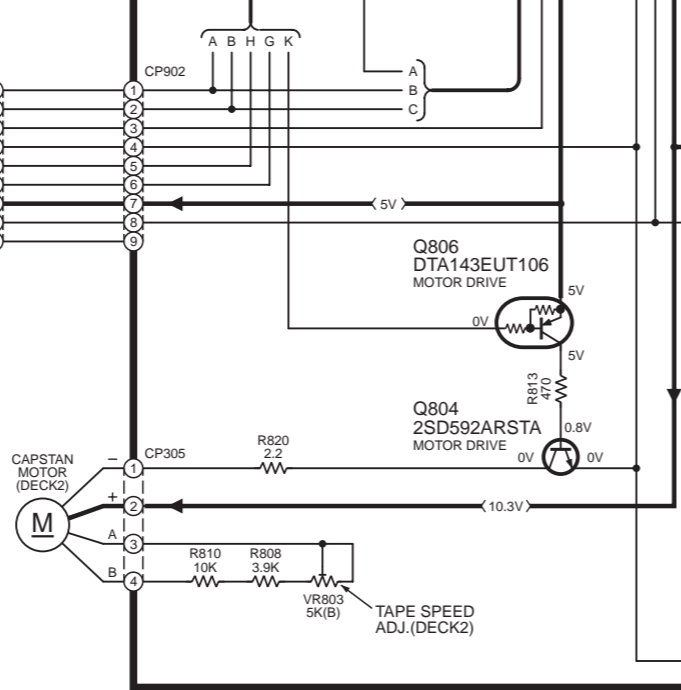 A B H G K
CP902
A
1
B
2
C
3
4
5
6
7
5V
8
9
Q806
DTA143EUT106
MOTOR DRIVE
5V
0V
5V
R813
470
Q804
2SD592ARSTA
MOTOR DRIVE
0.8V
0V
0V
CAPSTAN
MOTOR
(DECK2)
M
–
CP305
1
R820
2.2
+
2
10.3V
A
3
B
4
R810
10K
R808
3.9K
VR803
5K(B)
TAPE SPEED
ADJ.(DECK2)